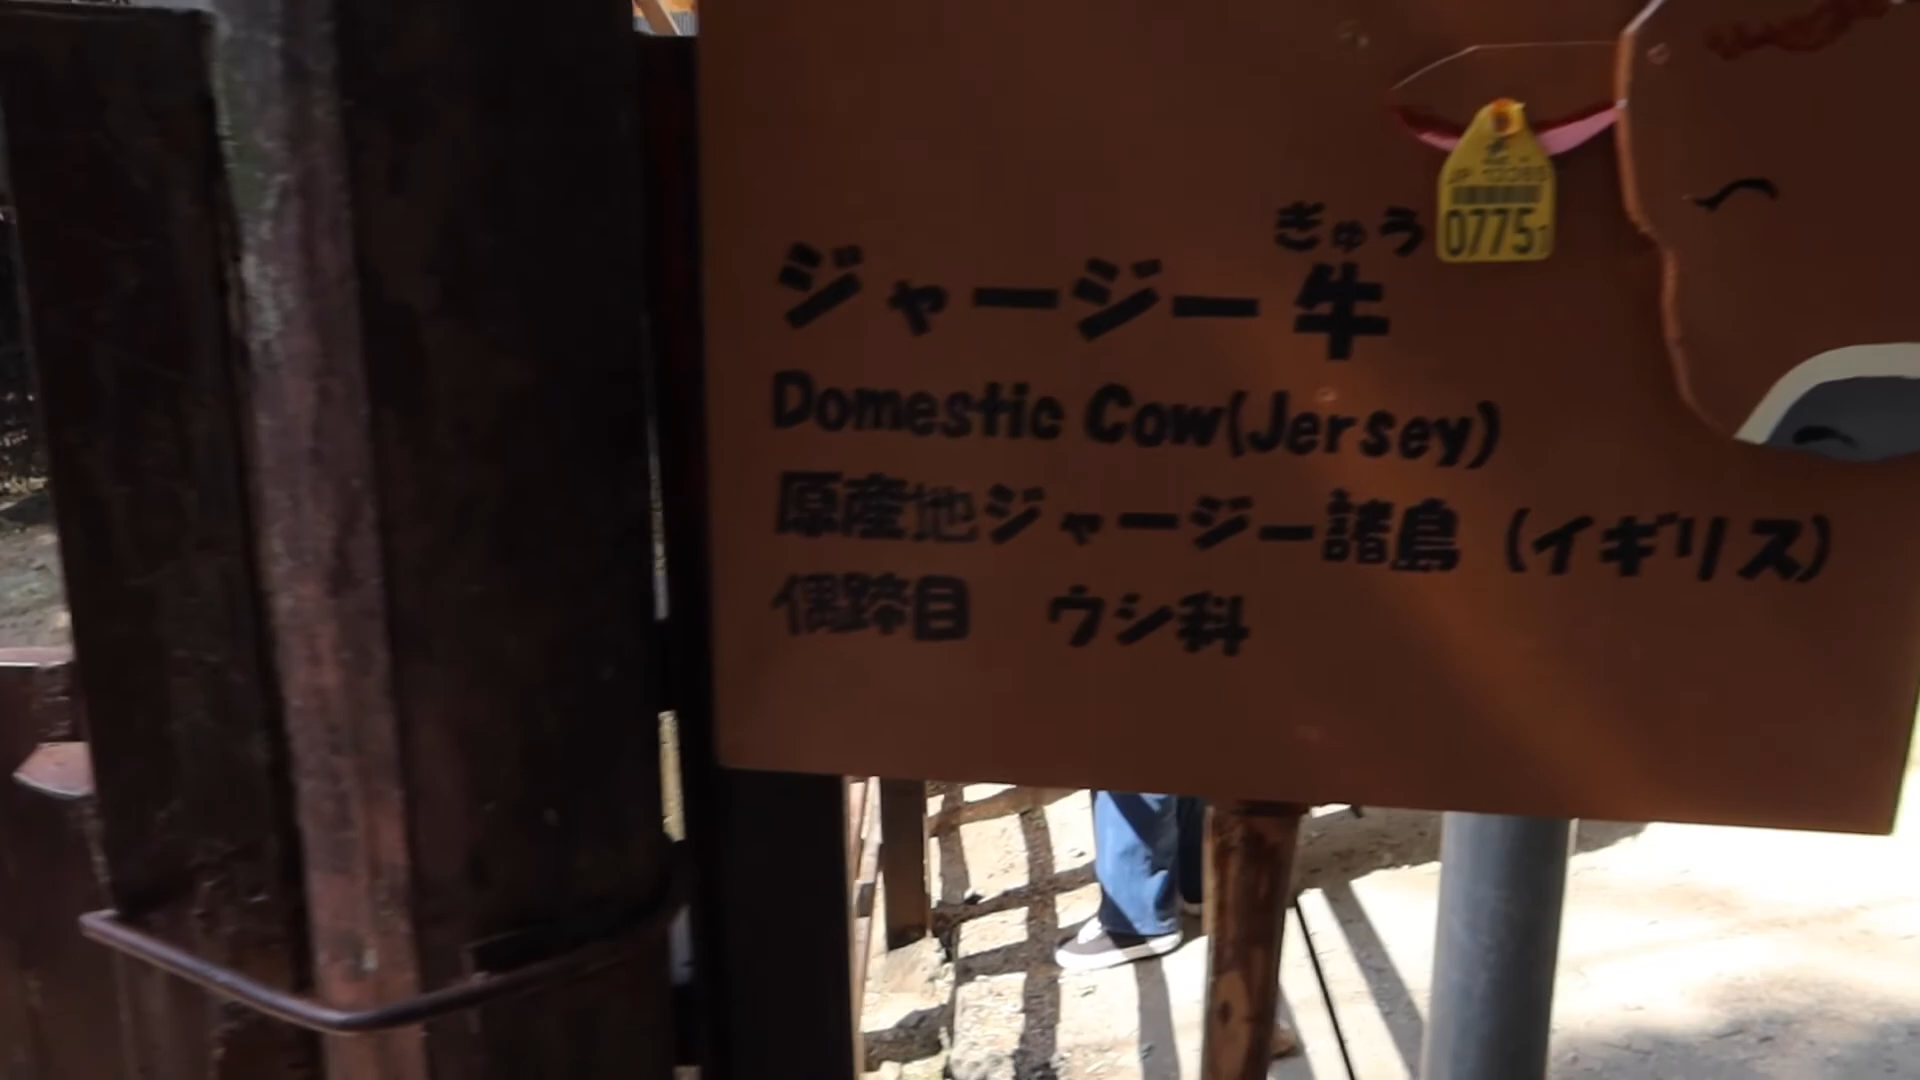 ぎゅう
ジャージー牛
0775
Domestic Cow(Jersey)
原産地ジャージー諸島（イギリス）
偶蹄目　ウシ科